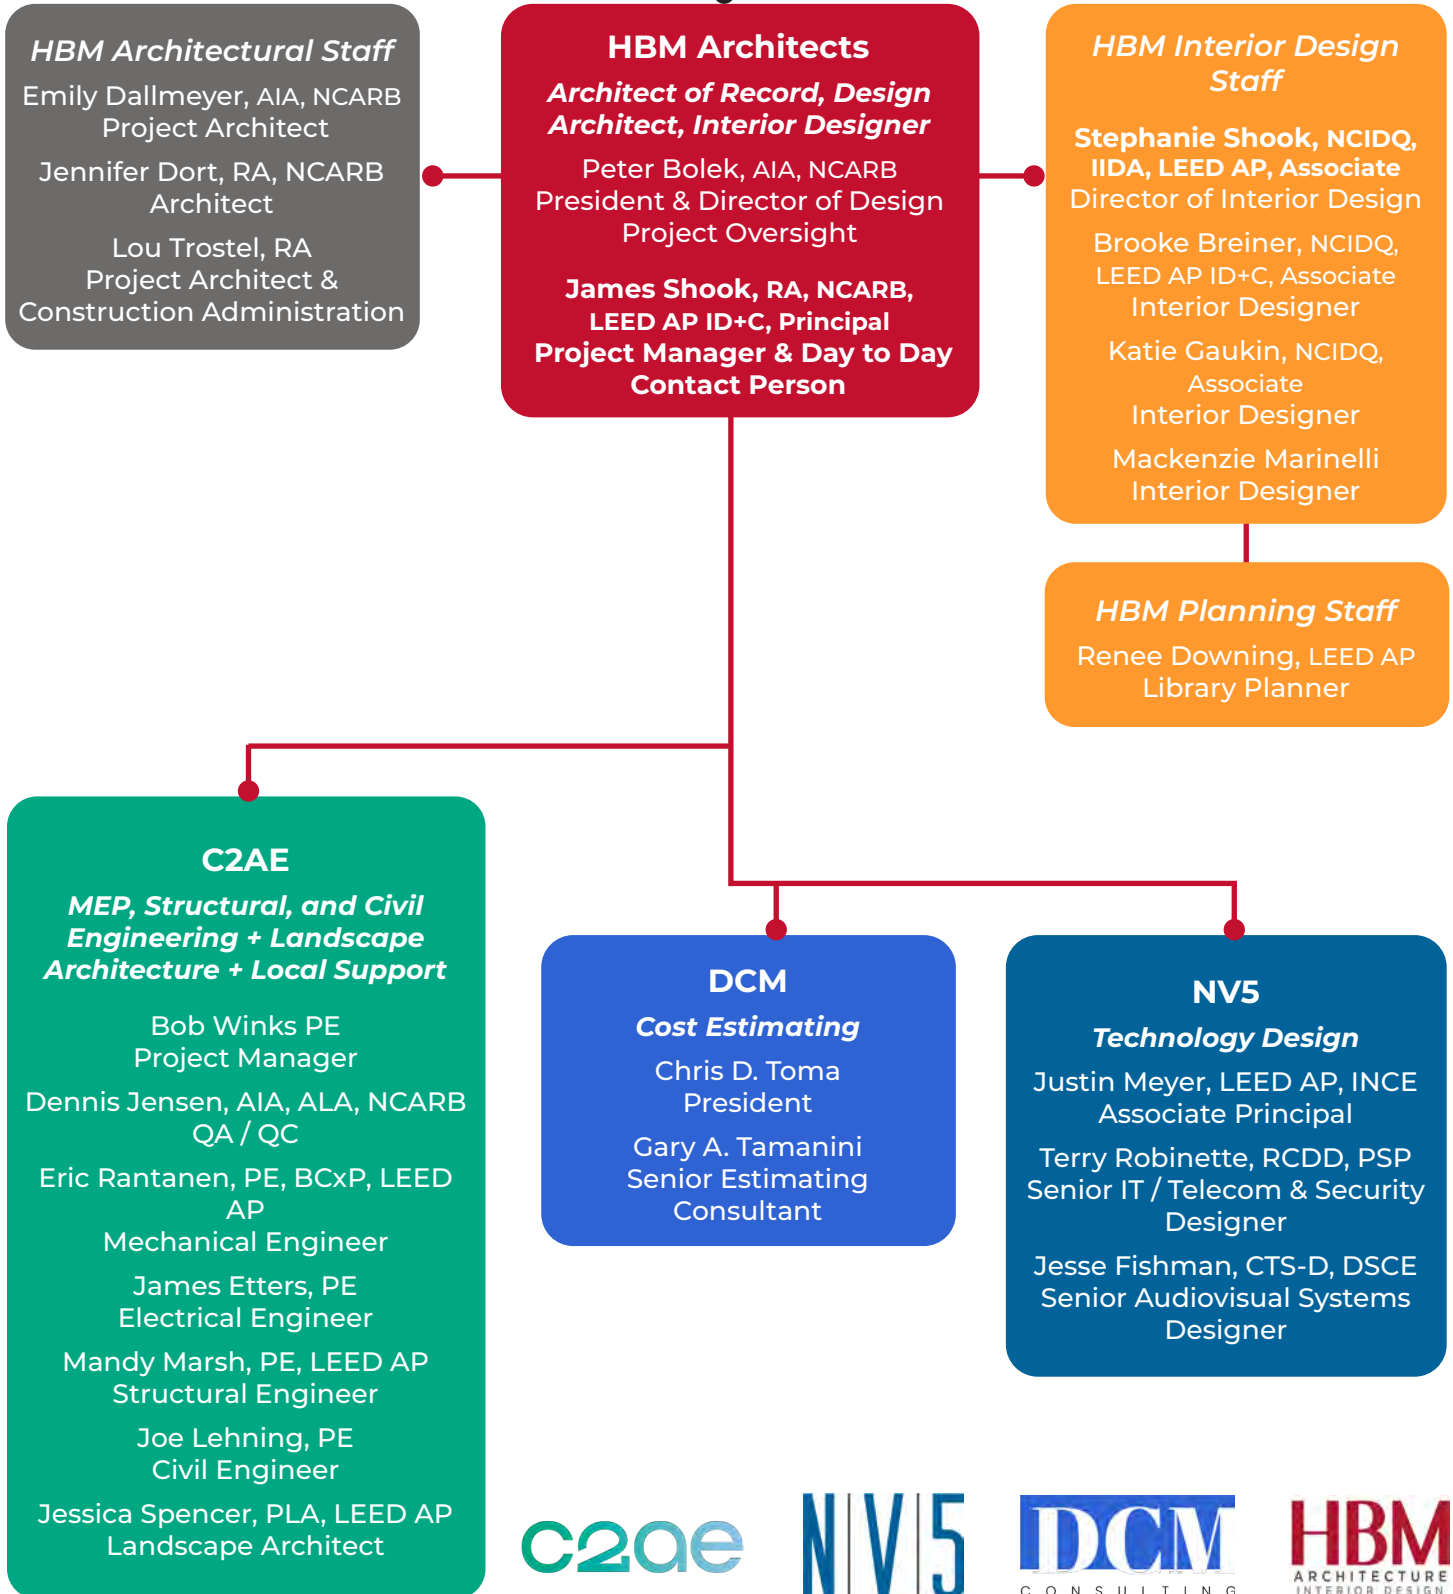 HBM Architectural Staff
Emily Dallmeyer, AIA, NCARB
Project Architect
Jennifer Dort, RA, NCARB
Architect
Lou Trostel, RA
Project Architect &
Construction Administration
HBM Architects
Architect of Record, Design
Architect, Interior Designer
Peter Bolek, AIA, NCARB
President & Director of Design
Project Oversight
James Shook, RA, NCARB,
LEED AP ID+C, Principal
Project Manager & Day to Day
Contact Person
HBM Interior Design
Staff
Stephanie Shook, NCIDQ,
IIDA, LEED AP, Associate
Director of Interior Design
Brooke Breiner, NCIDQ,
LEED AP ID+C, Associate
Interior Designer
Katie Gaukin, NCIDQ,
Associate
Interior Designer
Mackenzie Marinelli
Interior Designer
HBM Planning Staff
Renee Downing, LEED AP
Library Planner
C2AE
MEP, Structural, and Civil
Engineering + Landscape
Architecture + Local Support
Bob Winks PE
Project Manager
Dennis Jensen, AIA, ALA, NCARB
QA / QC
Eric Rantanen, PE, BCxP, LEED
AP
Mechanical Engineer
James Etters, PE
Electrical Engineer
Mandy Marsh, PE, LEED AP
Structural Engineer
Joe Lehning, PE
Civil Engineer
Jessica Spencer, PLA, LEED AP
Landscape Architect
DCM
Cost Estimating
Chris D. Toma
President
Gary A. Tamanini
Senior Estimating
Consultant
NV5
Technology Design
Justin Meyer, LEED AP, INCE
Associate Principal
Terry Robinette, RCDD, PSP
Senior IT / Telecom & Security
Designer
Jesse Fishman, CTS-D, DSCE
Senior Audiovisual Systems
Designer
c2ae
N|V|5
DCM
CONSULTING
HBM
ARCHITECTURE
INTERIOR DESIGN